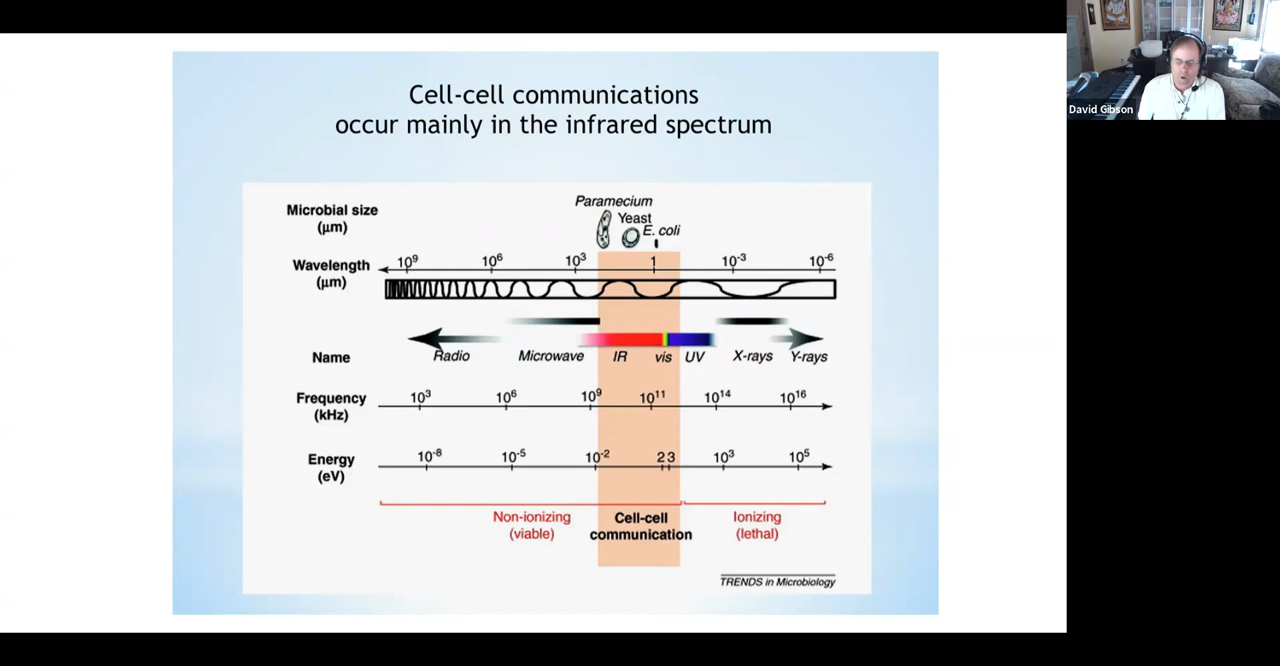 Cell-cell communications
occur mainly in the infrared spectrum
David Gibson
Microbial size
(μm)
Paramecium
Yeast
E. coli
Wavelength
(μm)
10⁹ 10⁶ 10³ 1 10⁻³ 10⁻⁶
Name
Radio Microwave IR vis UV X-rays Υ-rays
Frequency
(kHz)
10³ 10⁶ 10⁹ 10¹¹ 10¹⁴ 10¹⁶
Energy
(eV)
10⁻⁸ 10⁻⁵ 10⁻² 2 3 10³ 10⁵
Non-ionizing
(viable)
Cell-cell
communication
Ionizing
(lethal)
TRENDS in Microbiology